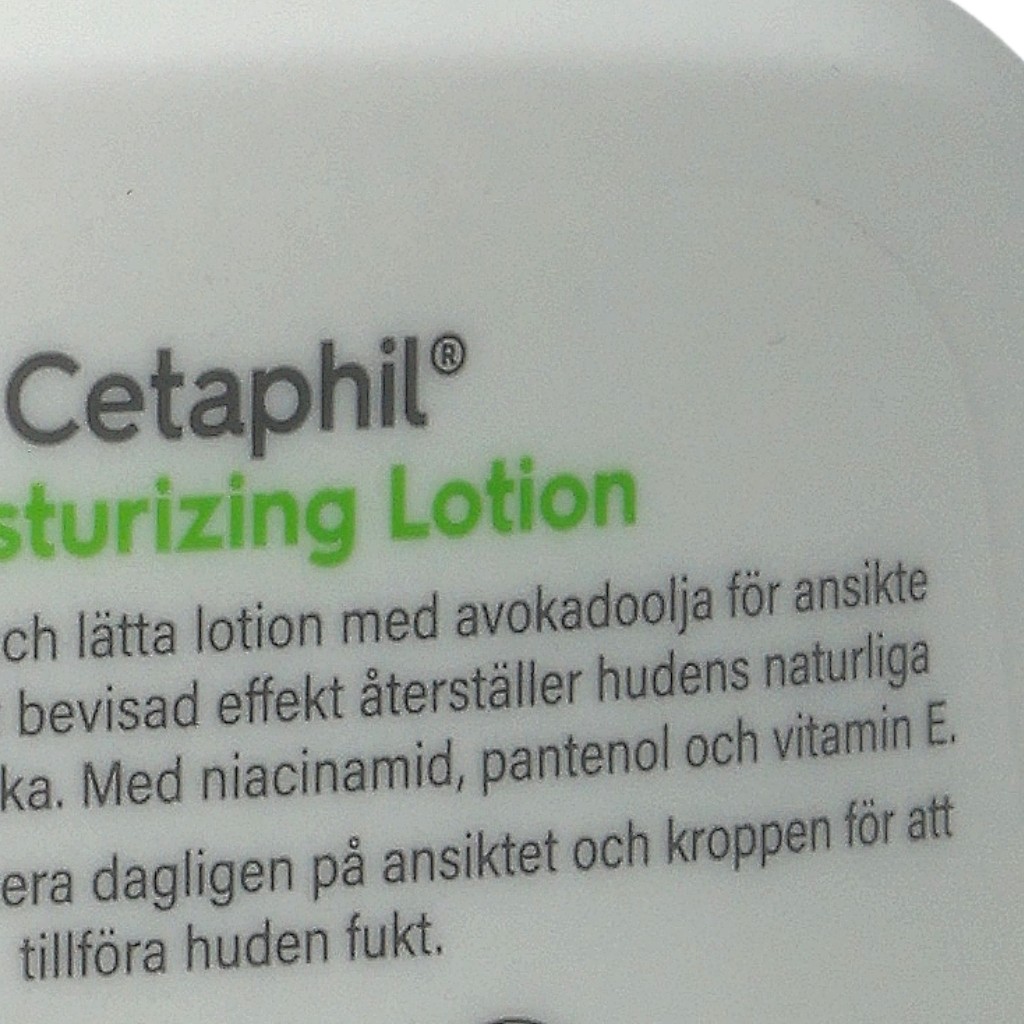 Cetaphil®
sturizing Lotion
ch lätta lotion med avokadoolja för ansikte
bevisad effekt återställer hudens naturliga
ka. Med niacinamid, pantenol och vitamin E.
era dagligen på ansiktet och kroppen för att
tillföra huden fukt.